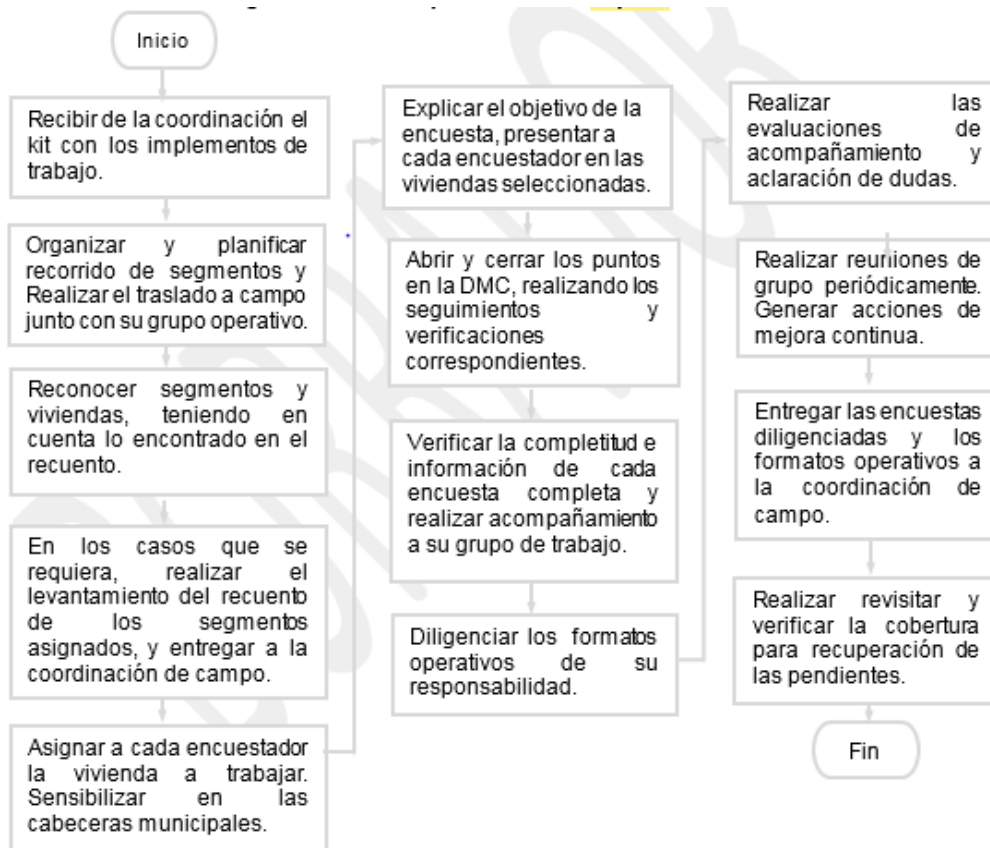 Inicio
Recibir de la coordinación el
kit con los implementos de
trabajo.
Organizar y planificar
recorrido de segmentos y
Realizar el traslado a campo
junto con su grupo operativo.
Reconocer segmentos y
viviendas, teniendo en
cuenta lo encontrado en el
recuento.
En los casos que se
requiera, realizar el
levantamiento del recuento
de los segmentos
asignados, y entregar a la
coordinación de campo.
Asignar a cada encuestador
la vivienda a trabajar.
Sensibilizar en las
cabeceras municipales.
Explicar el objetivo de la
encuesta, presentar a
cada encuestador en las
viviendas seleccionadas.
Abrir y cerrar los puntos
en la DMC, realizando los
seguimientos y
verificaciones
correspondientes.
Verificar la completitud e
información de cada
encuesta completa y
realizar acompañamiento
a su grupo de trabajo.
Diligenciar los formatos
operativos de su
responsabilidad.
Realizar las
evaluaciones de
acompañamiento y
aclaración de dudas.
Realizar reuniones de
grupo periódicamente.
Generar acciones de
mejora continua.
Entregar las encuestas
diligenciadas y los
formatos operativos a
la coordinación de
campo.
Realizar revisitar y
verificar la cobertura
para recuperación de
las pendientes.
Fin